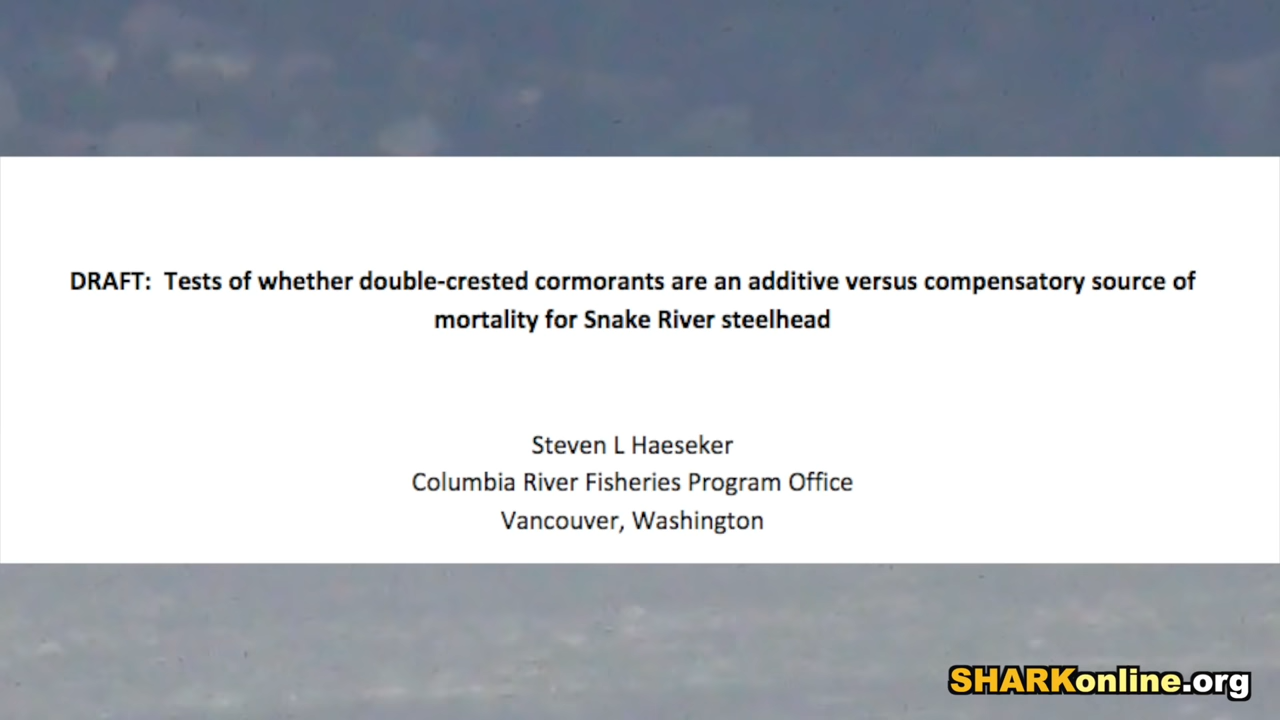 DRAFT:  Tests of whether double-crested cormorants are an additive versus compensatory source of
mortality for Snake River steelhead
Steven L Haeseker
Columbia River Fisheries Program Office
Vancouver, Washington
SHARKonline.org